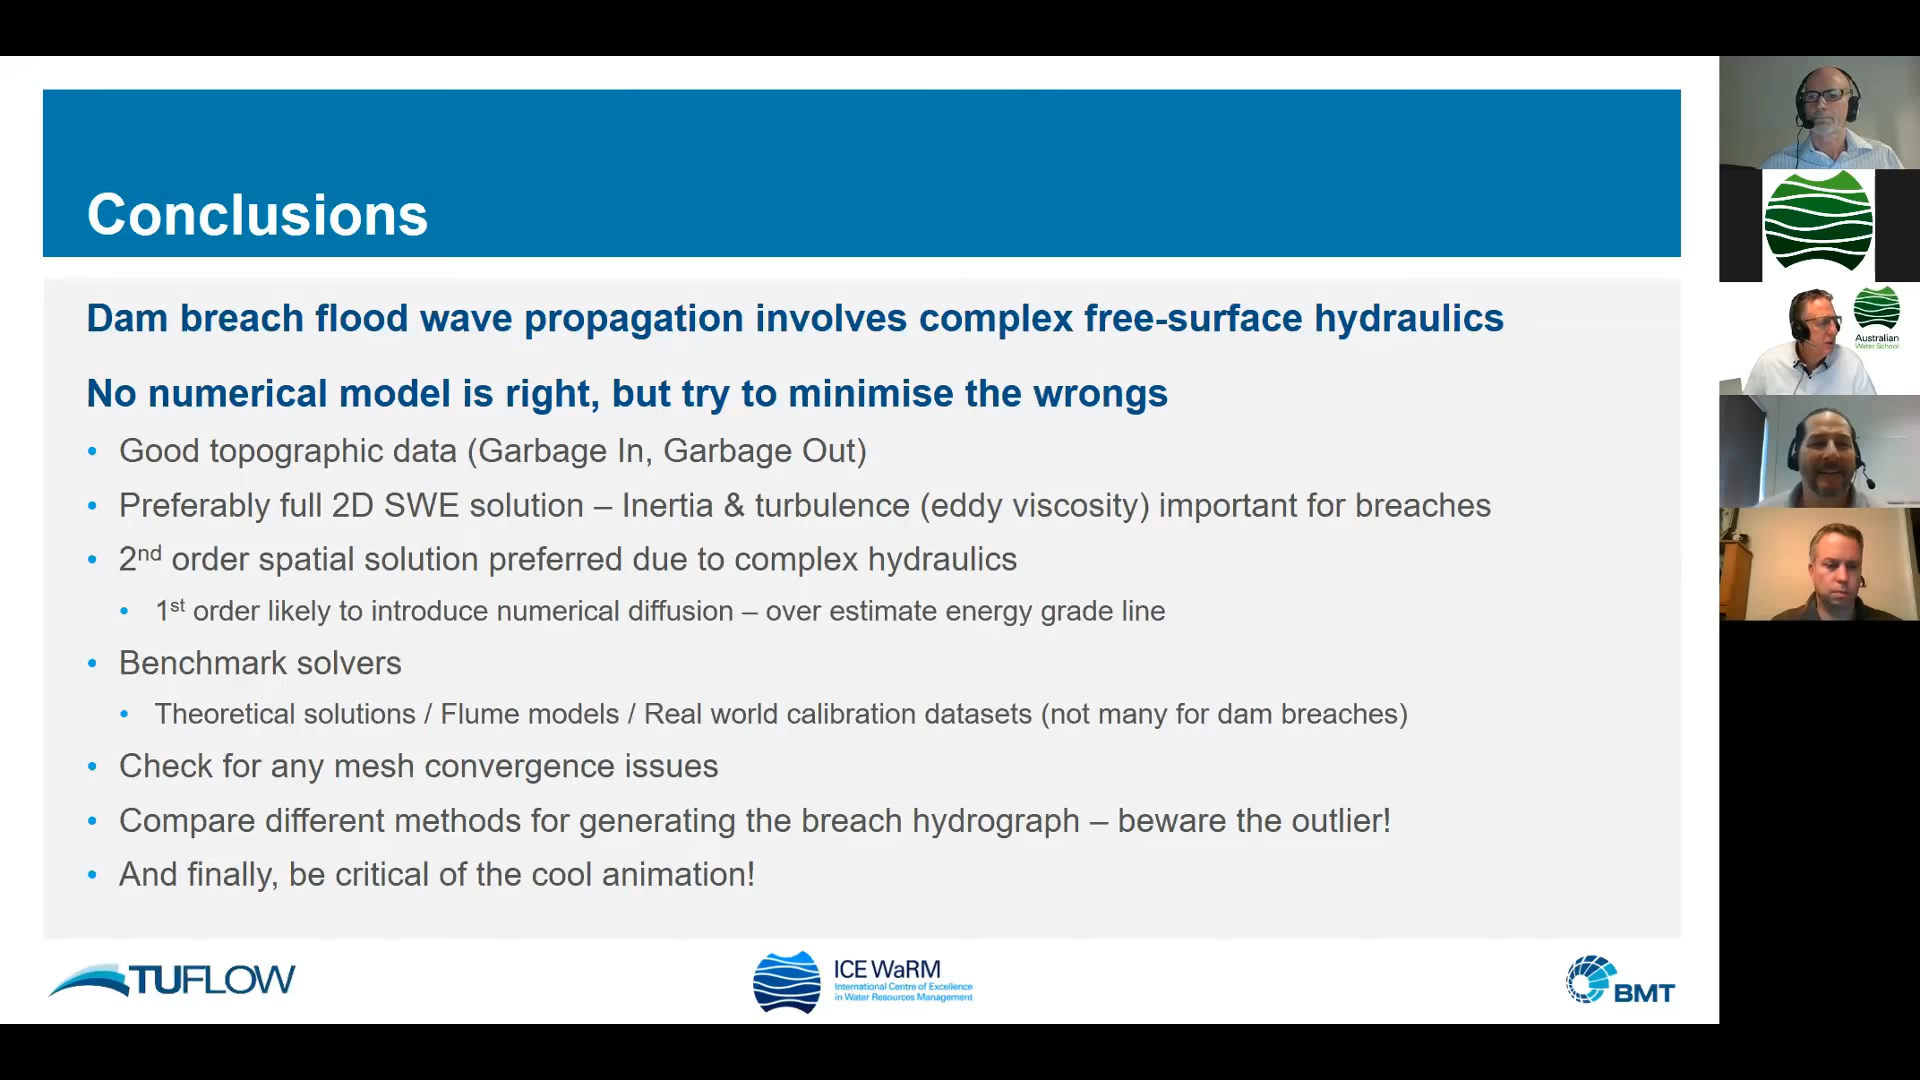 Conclusions
Dam breach flood wave propagation involves complex free-surface hydraulics
No numerical model is right, but try to minimise the wrongs
• Good topographic data (Garbage In, Garbage Out)
• Preferably full 2D SWE solution – Inertia & turbulence (eddy viscosity) important for breaches
• 2nd order spatial solution preferred due to complex hydraulics
• 1st order likely to introduce numerical diffusion – over estimate energy grade line
• Benchmark solvers
• Theoretical solutions / Flume models / Real world calibration datasets (not many for dam breaches)
• Check for any mesh convergence issues
• Compare different methods for generating the breach hydrograph – beware the outlier!
• And finally, be critical of the cool animation!
TUFLOW
ICE WaRM
International Centre of Excellence
in Water Resources Management
BMT
Australian
Water School